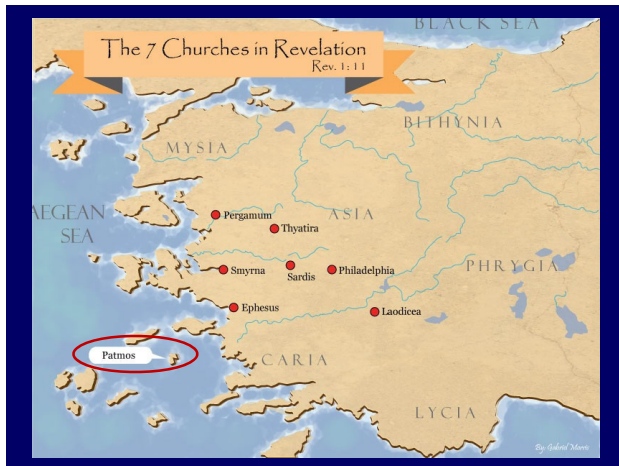 BLACK SEA
The 7 Churches in Revelation
Rev. 1:11
BITHYNIA
MYSIA
AEGEAN
SEA
Pergamum
ASIA
Thyatira
Smyrna
Sardis
Philadelphia
PHRYGIA
Ephesus
Laodicea
Patmos
CARIA
LYCIA
By: Gabriel Morris